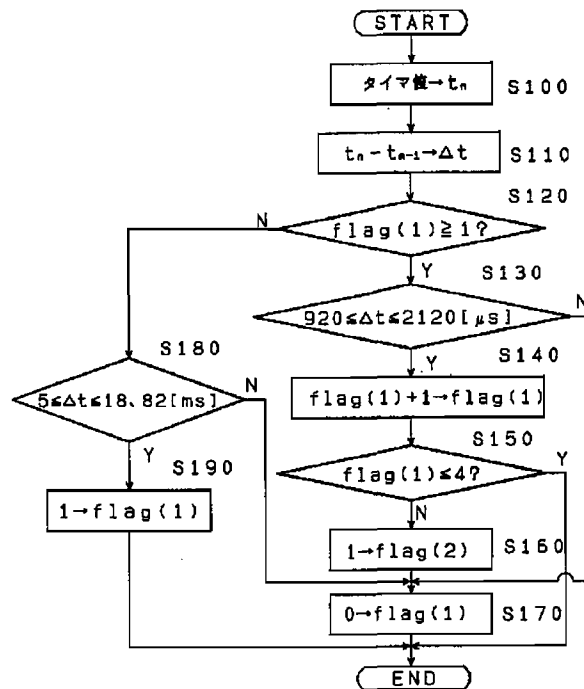 START
タイマ値→tn
S100
tn－tn-1→Δt
S110
S120
flag(1)≧1?
N
Y
S130
920≦Δt≦2120[μs]
N
Y
S140
flag(1)+1→flag(1)
S150
flag(1)≦4?
Y
N
1→flag(2)
S160
0→flag(1)
S170
S180
5≦Δt≦18、82[ms]
N
Y
S190
1→flag(1)
END